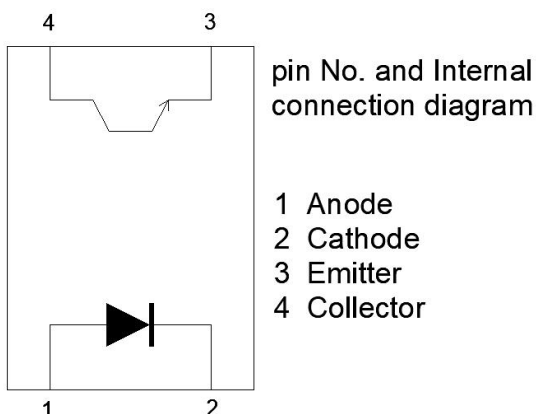 4 3
pin No. and Internal
connection diagram
1 Anode
2 Cathode
3 Emitter
4 Collector
1 2